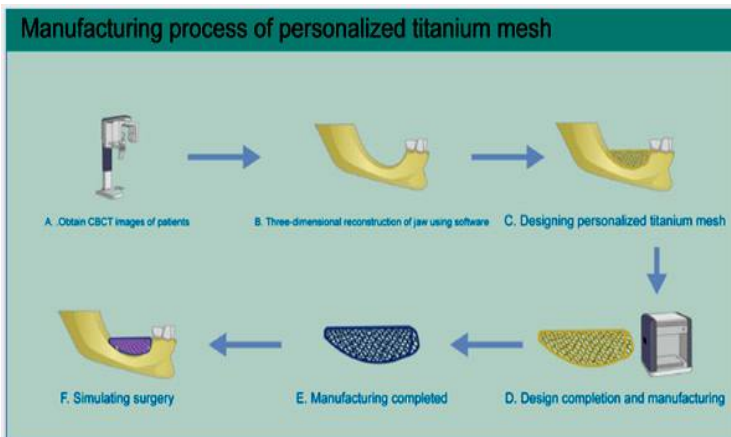 Manufacturing process of personalized titanium mesh
A. .Obtain CBCT images of patients
B. Three-dimensional reconstruction of jaw using software
C. Designing personalized titanium mesh
F. Simulating surgery
E. Manufacturing completed
D. Design completion and manufacturing